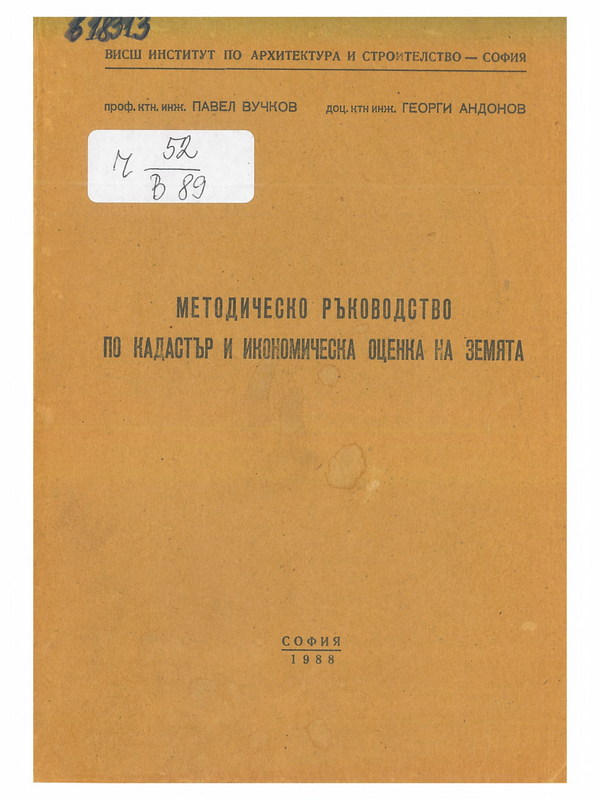 В18313
ВИСШ ИНСТИТУТ ПО АРХИТЕКТУРА И СТРОИТЕЛСТВО — СОФИЯ
проф. ктн. инж. ПАВЕЛ ВУЧКОВ доц. ктн инж. ГЕОРГИ АНДОНОВ
Ч 52
В 89
МЕТОДИЧЕСКО РЪКОВОДСТВО
ПО КАДАСТЪР И ИКОНОМИЧЕСКА ОЦЕНКА НА ЗЕМЯТА
СОФИЯ
1988